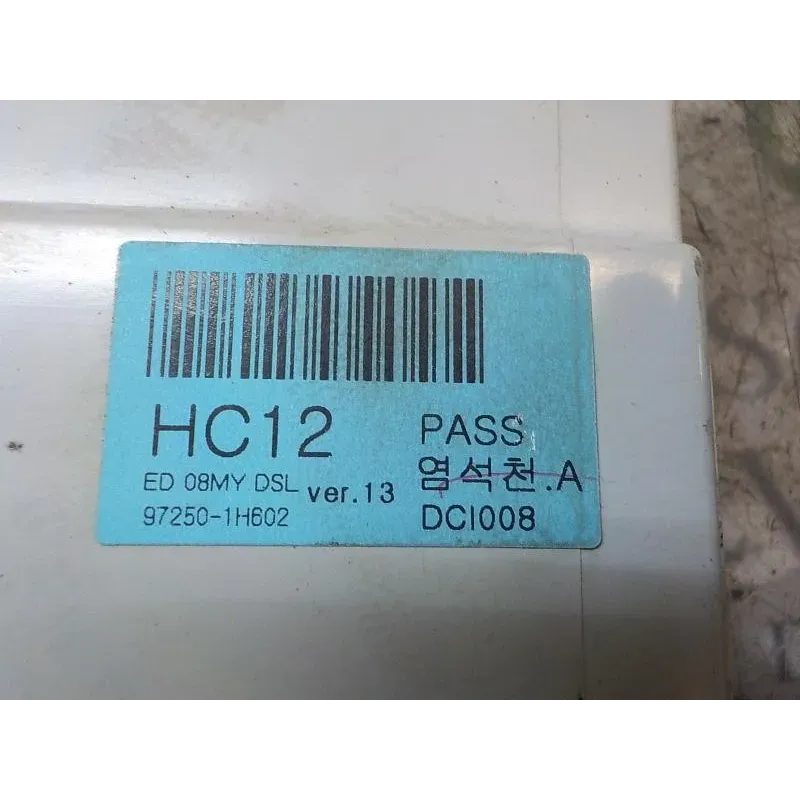 HC12
PASS
ED 08MY DSL ver.13
염석천.A
97250-1H602
DCI008